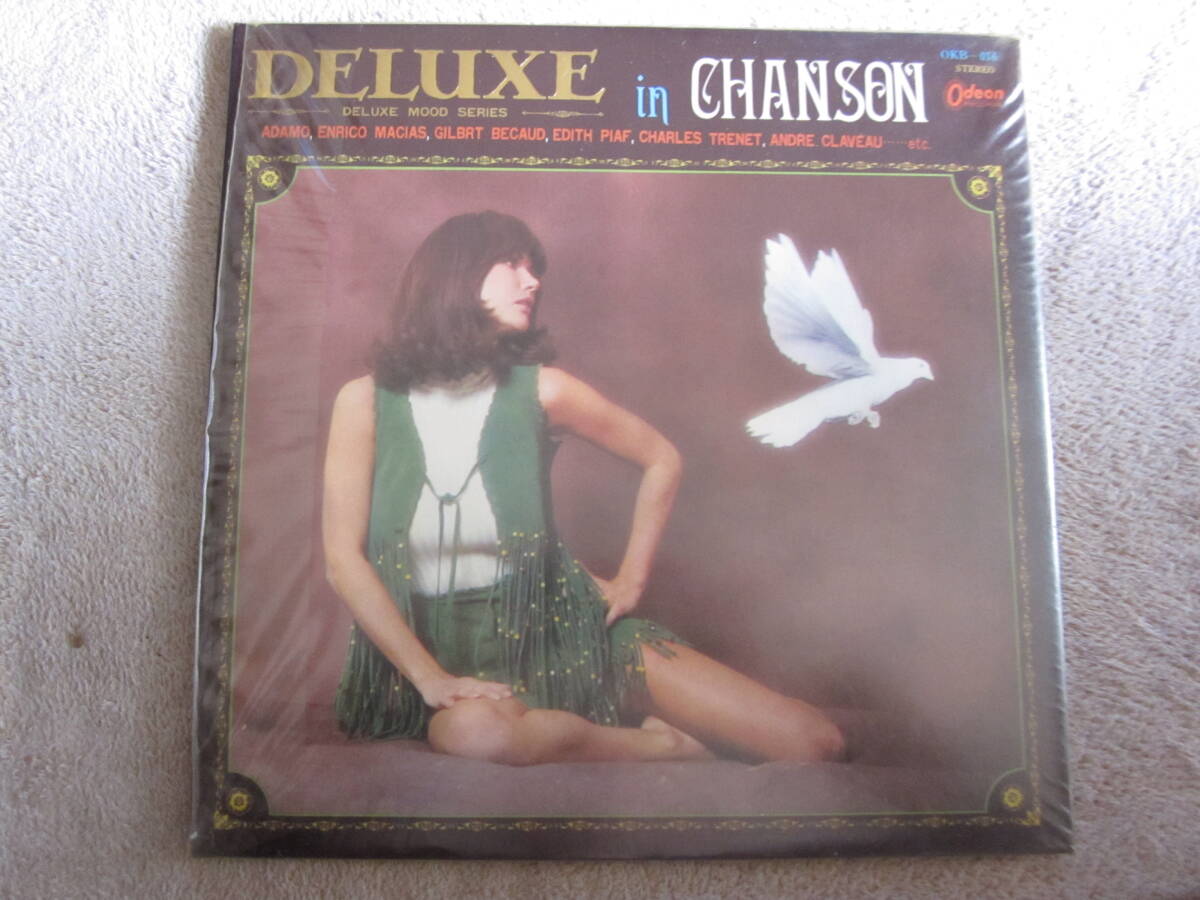 DELUXE in CHANSON
DELUXE MOOD SERIES
OKB-
STEREO
Odeon
ADAMO, ENRICO MACIAS, GILBRT BECAUD, EDITH PIAF, CHARLES TRENET, ANDRE CLAVEAU……etc.